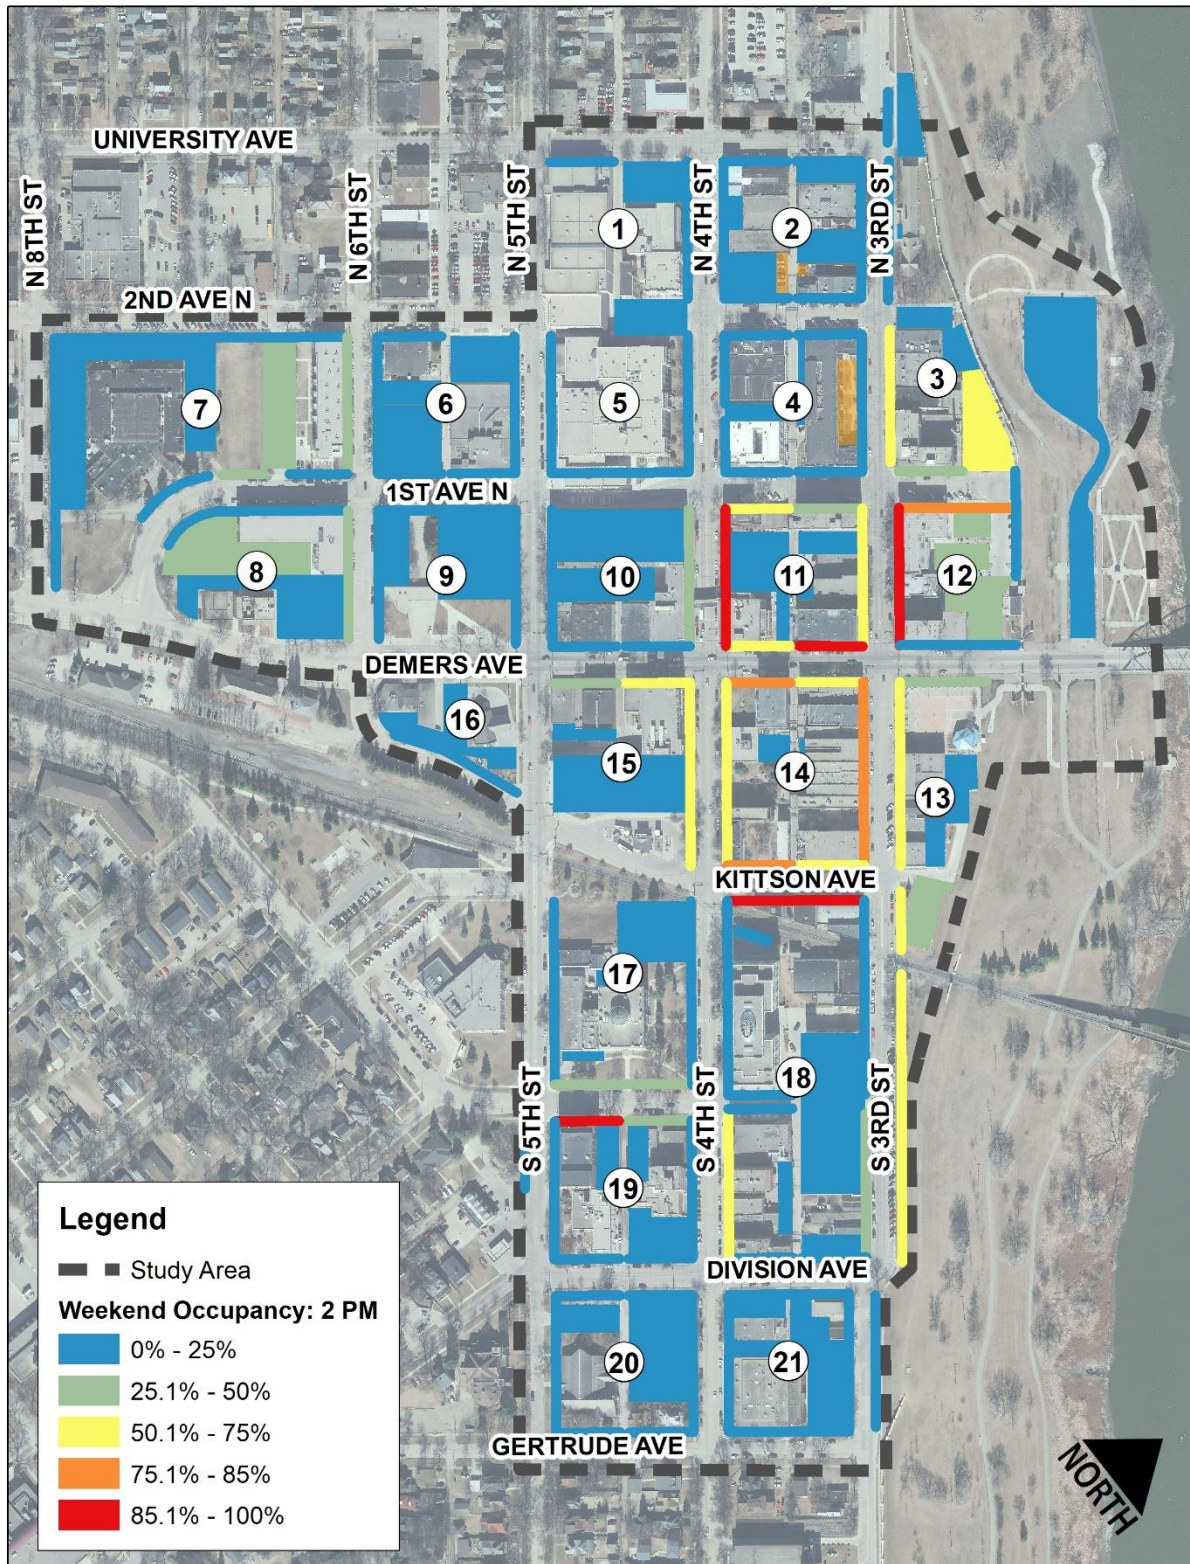 UNIVERSITY AVE
N 8TH ST
N 6TH ST
N 5TH ST
N 4TH ST
N 3RD ST
1
2
2ND AVE N
3
4
5
6
7
1ST AVE N
8
9
10
11
12
DEMERS AVE
16
15
14
13
KITTSON AVE
17
18
S 5TH ST
S 4TH ST
S 3RD ST
19
DIVISION AVE
20
21
GERTRUDE AVE
Legend
Study Area
Weekend Occupancy: 2 PM
0% - 25%
25.1% - 50%
50.1% - 75%
75.1% - 85%
85.1% - 100%
NORTH